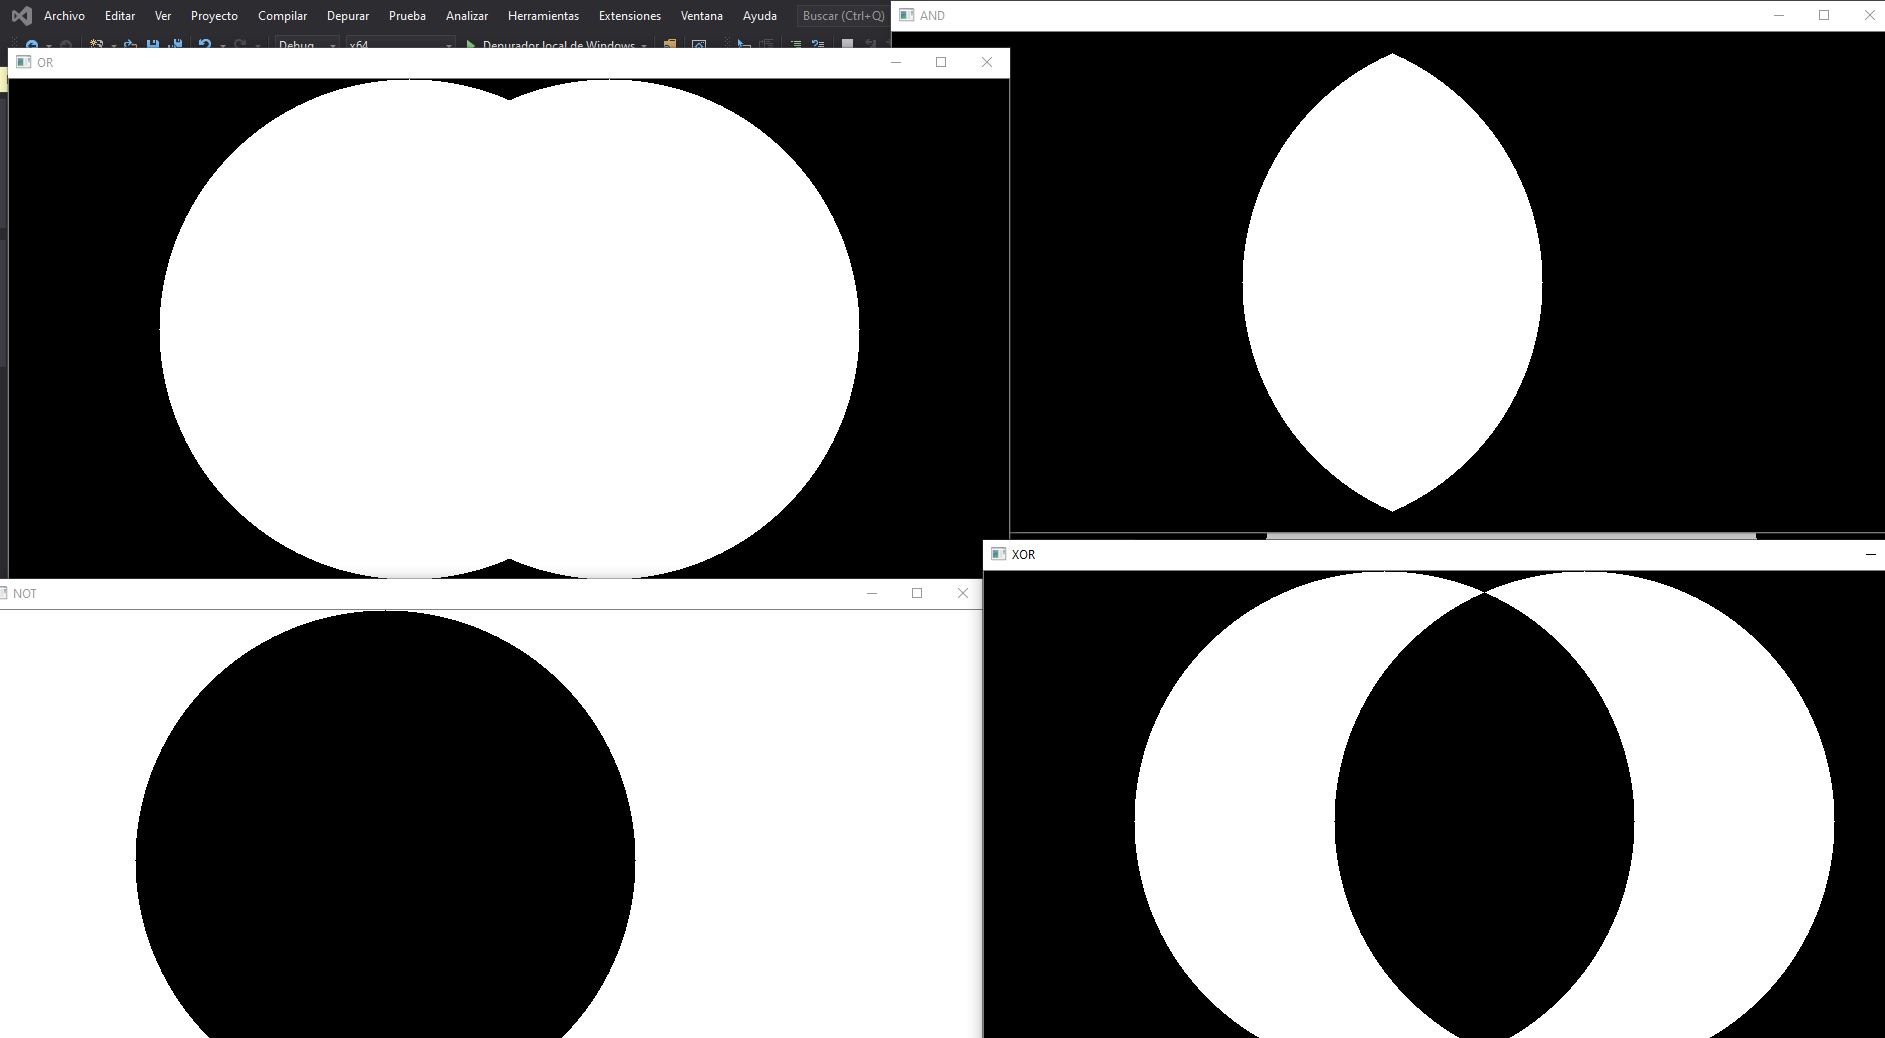 Archivo Editar Ver Proyecto Compilar Depurar Prueba Analizar Herramientas Extensiones Ventana Ayuda Buscar (Ctrl+Q)
AND
Debug x64 Depurador local de Windows
OR
XOR
NOT